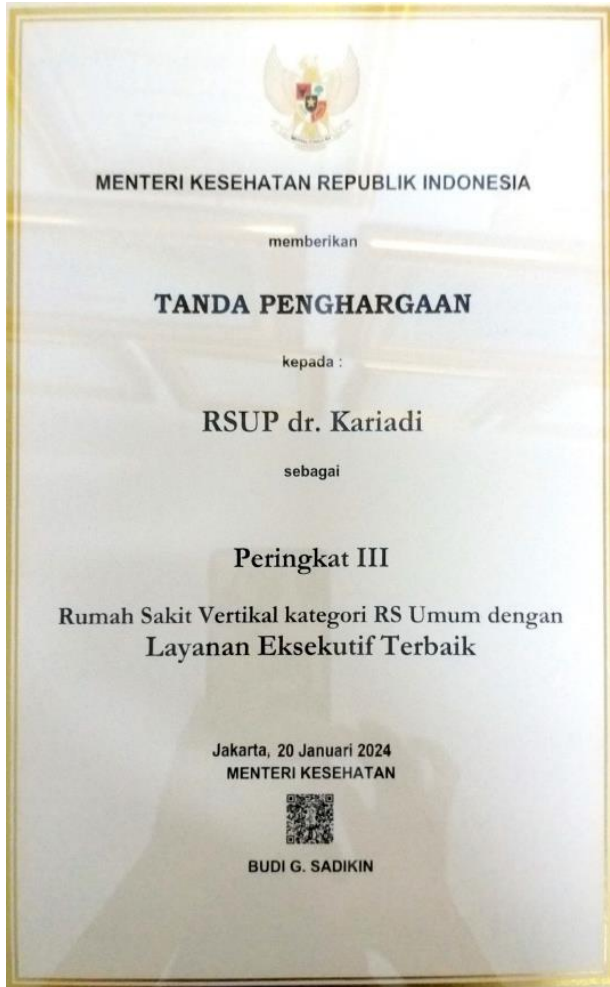 MENTERI KESEHATAN REPUBLIK INDONESIA
memberikan
TANDA PENGHARGAAN
kepada :
RSUP dr. Kariadi
sebagai
Peringkat III
Rumah Sakit Vertikal kategori RS Umum dengan
Layanan Eksekutif Terbaik
Jakarta, 20 Januari 2024
MENTERI KESEHATAN
BUDI G. SADIKIN